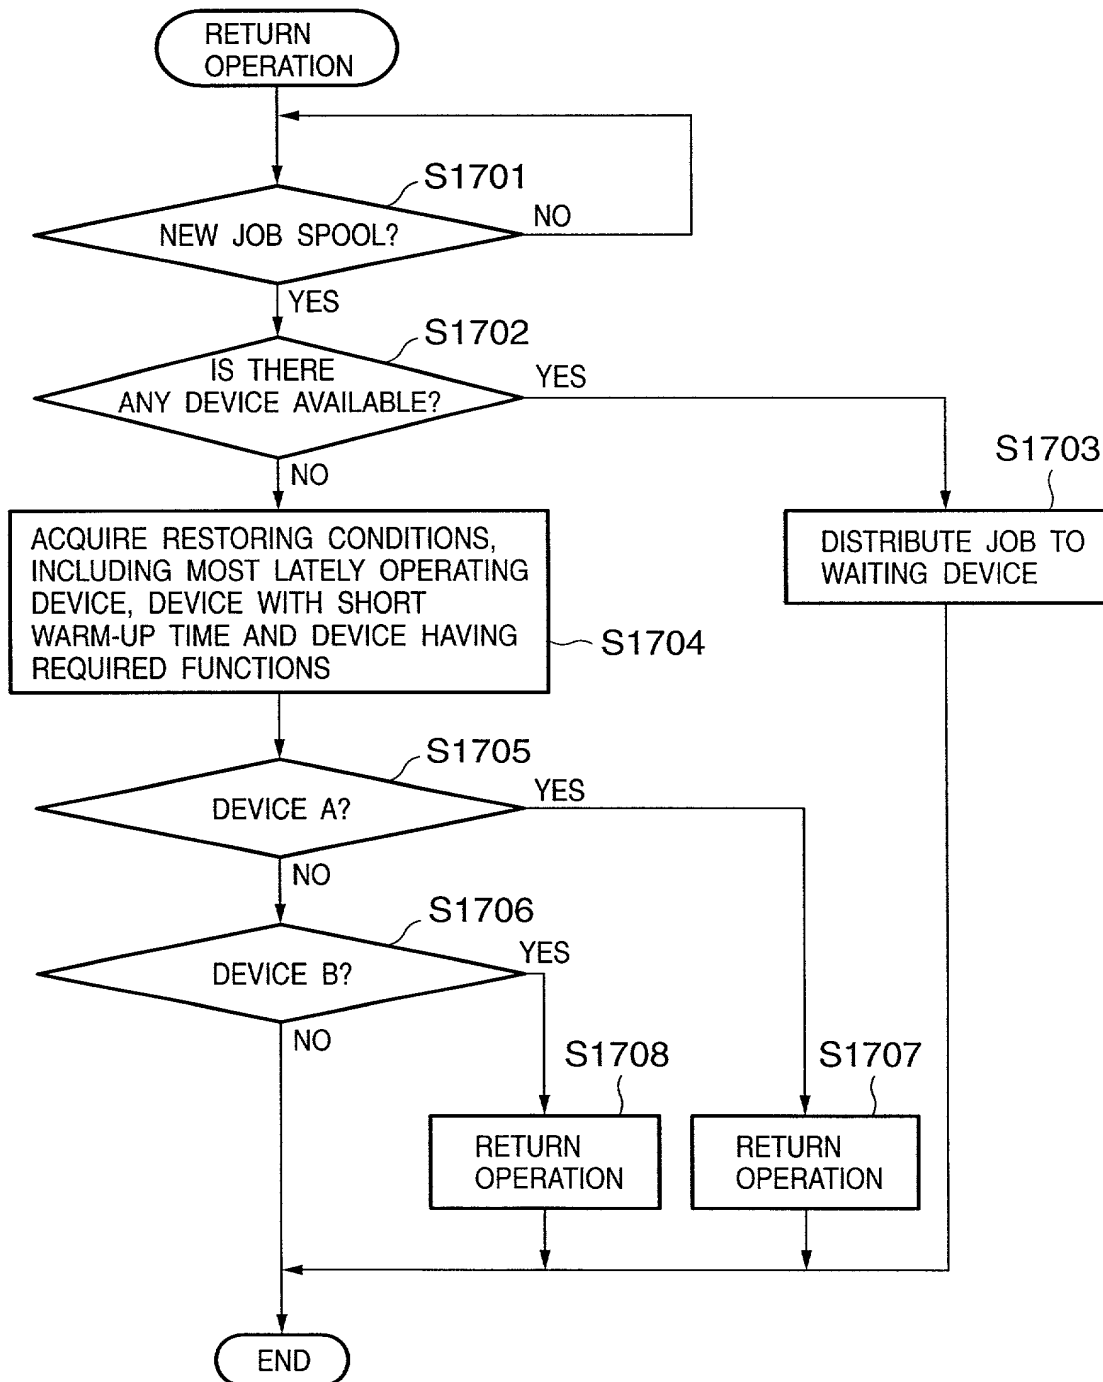 RETURN
OPERATION
S1701
NEW JOB SPOOL?
NO
YES
S1702
IS THERE
ANY DEVICE AVAILABLE?
YES
NO
S1703
DISTRIBUTE JOB TO
WAITING DEVICE
ACQUIRE RESTORING CONDITIONS,
INCLUDING MOST LATELY OPERATING
DEVICE, DEVICE WITH SHORT
WARM-UP TIME AND DEVICE HAVING
REQUIRED FUNCTIONS
S1704
S1705
DEVICE A?
YES
NO
S1706
DEVICE B?
YES
NO
S1708
RETURN
OPERATION
S1707
RETURN
OPERATION
END